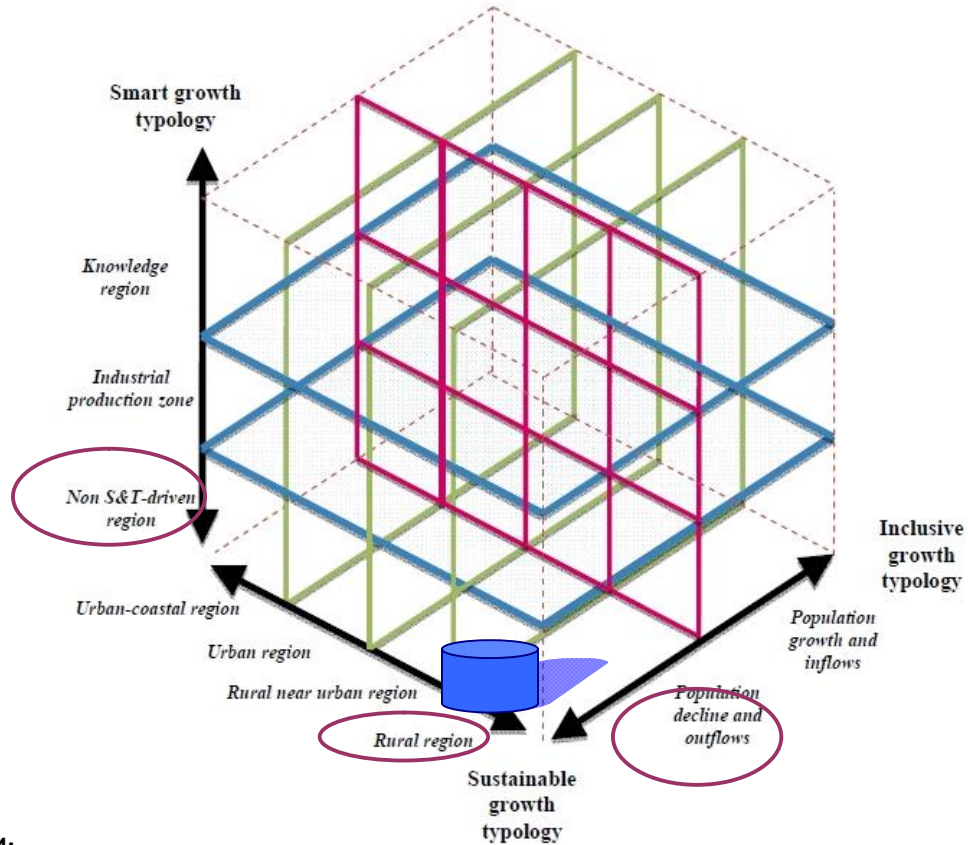 Smart growth
typology
Knowledge
region
Industrial
production zone
Non S&T-driven
region
Inclusive
growth
typology
Urban-coastal region
Population
growth and
inflows
Urban region
Rural near urban region
Population
decline and
outflows
Rural region
Sustainable
growth
typology